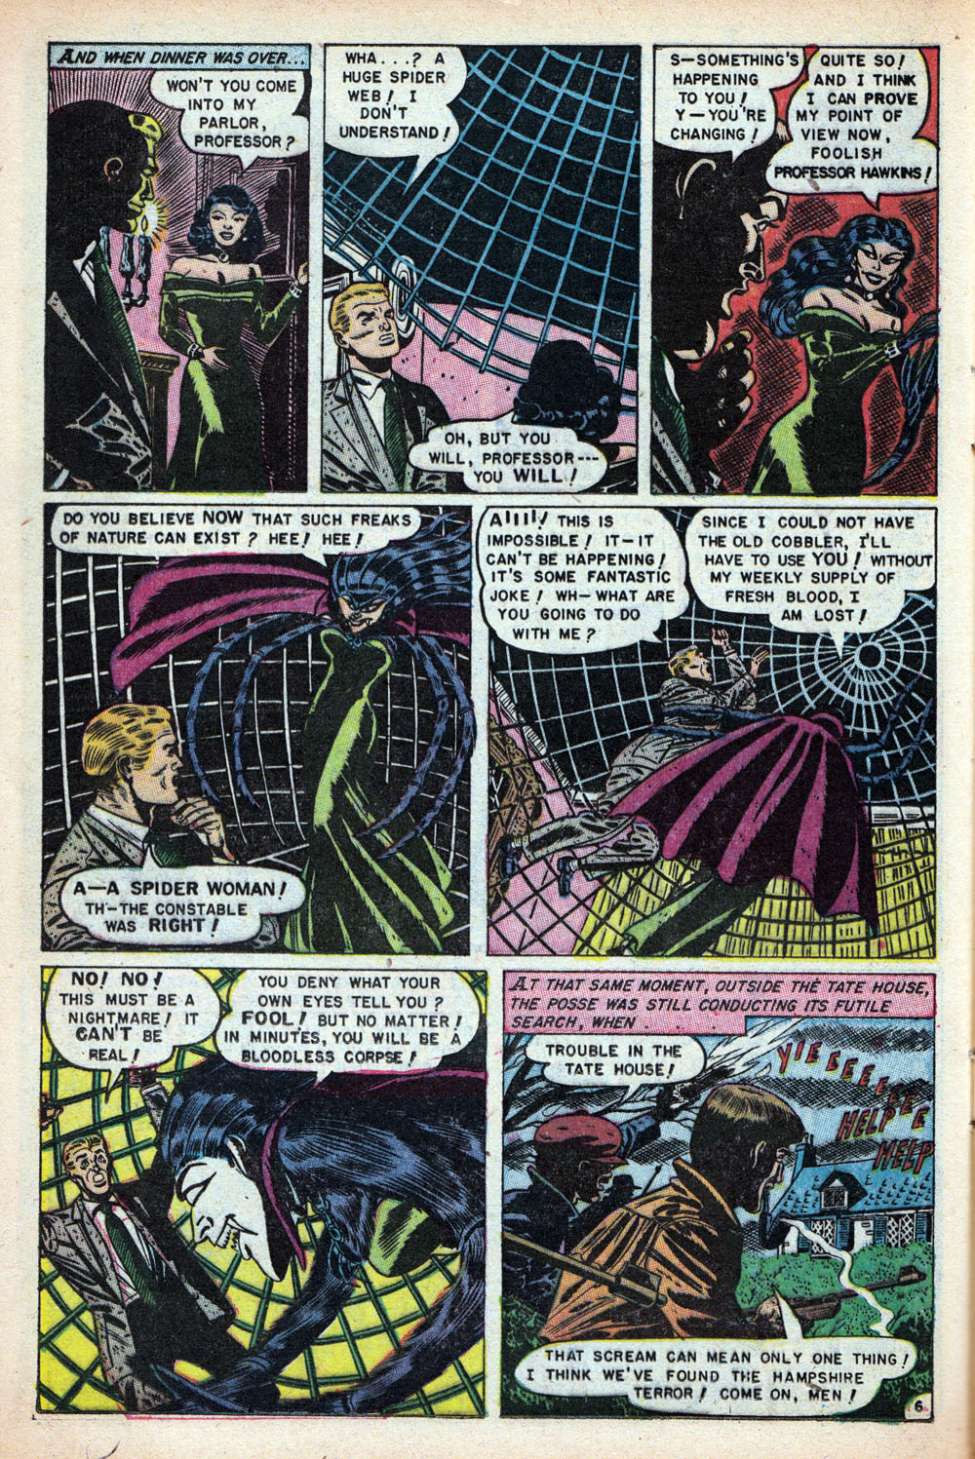 AND WHEN DINNER WAS OVER...
WON'T YOU COME
INTO MY
PARLOR,
PROFESSOR?
WHA...? A
HUGE SPIDER
WEB! I
DON'T
UNDERSTAND!
OH, BUT YOU
WILL, PROFESSOR---
YOU WILL!
S-SOMETHING'S
HAPPENING
TO YOU!
Y-YOU'RE
CHANGING!
QUITE SO!
AND I THINK
I CAN PROVE
MY POINT OF
VIEW NOW,
FOOLISH
PROFESSOR HAWKINS!
DO YOU BELIEVE NOW THAT SUCH FREAKS
OF NATURE CAN EXIST? HEE! HEE!
A-A SPIDER WOMAN!
TH-THE CONSTABLE
WAS RIGHT!
AIIII! THIS IS
IMPOSSIBLE! IT-IT
CAN'T BE HAPPENING!
IT'S SOME FANTASTIC
JOKE! WH-WHAT ARE
YOU GOING TO DO
WITH ME?
SINCE I COULD NOT HAVE
THE OLD COBBLER, I'LL
HAVE TO USE YOU! WITHOUT
MY WEEKLY SUPPLY OF
FRESH BLOOD, I
AM LOST!
NO! NO!
THIS MUST BE A
NIGHTMARE! IT
CAN'T BE
REAL!
YOU DENY WHAT YOUR
OWN EYES TELL YOU?
FOOL! BUT NO MATTER!
IN MINUTES, YOU WILL BE A
BLOODLESS CORPSE!
AT THAT SAME MOMENT, OUTSIDE THE TATE HOUSE,
THE POSSE WAS STILL CONDUCTING ITS FUTILE
SEARCH, WHEN .
TROUBLE IN THE
TATE HOUSE!
YIEEEEEEE
HELP
HELP
THAT SCREAM CAN MEAN ONLY ONE THING!
I THINK WE'VE FOUND THE HAMPSHIRE
TERROR! COME ON, MEN!
6